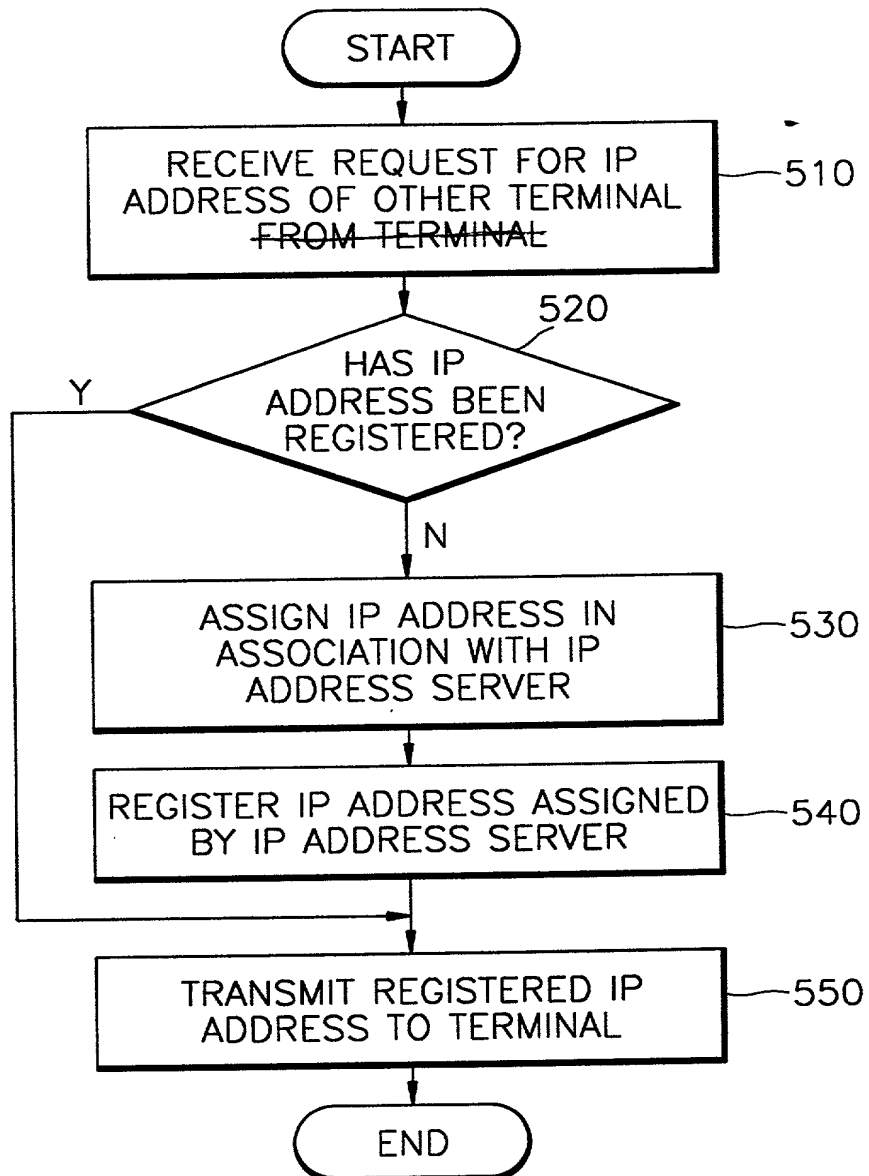 START
RECEIVE REQUEST FOR IP
ADDRESS OF OTHER TERMINAL
FROM TERMINAL
510
520
HAS IP
ADDRESS BEEN
REGISTERED?
Y
N
ASSIGN IP ADDRESS IN
ASSOCIATION WITH IP
ADDRESS SERVER
530
REGISTER IP ADDRESS ASSIGNED
BY IP ADDRESS SERVER
540
TRANSMIT REGISTERED IP
ADDRESS TO TERMINAL
550
END